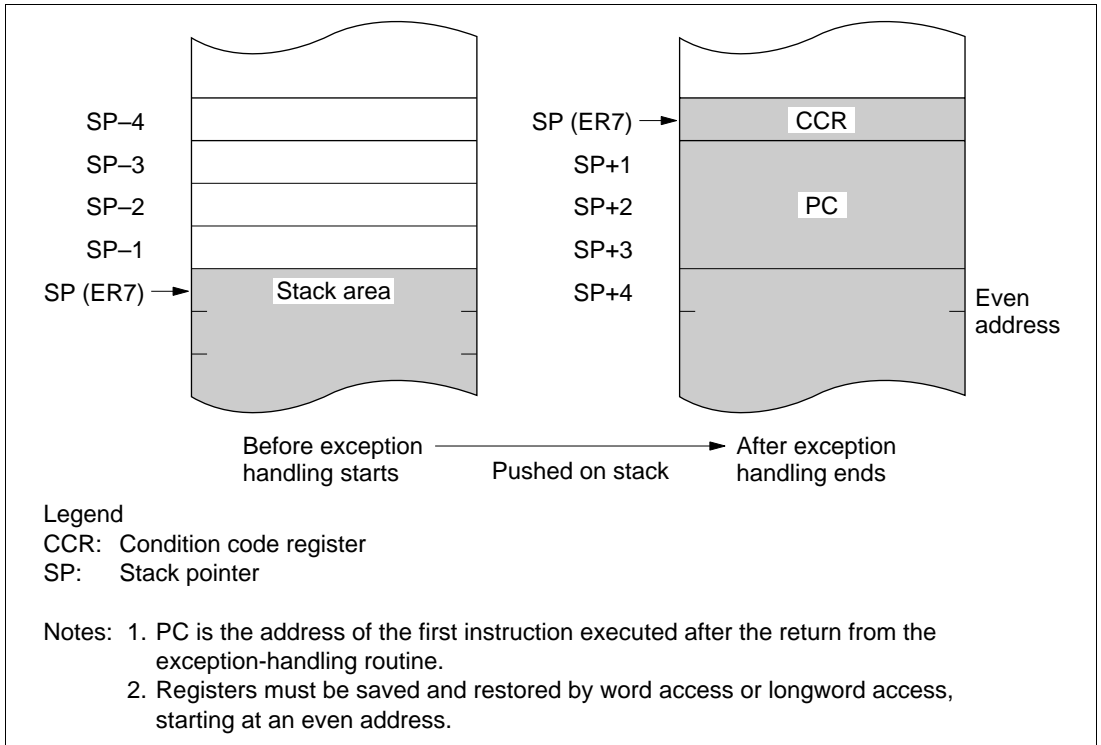 SP–4
SP–3
SP–2
SP–1
SP (ER7)
Stack area
SP (ER7)
SP+1
SP+2
SP+3
SP+4
CCR
PC
Even
address
Before exception
handling starts
Pushed on stack
After exception
handling ends
Legend
CCR: Condition code register
SP: Stack pointer
Notes: 1. PC is the address of the first instruction executed after the return from the
exception-handling routine.
2. Registers must be saved and restored by word access or longword access,
starting at an even address.